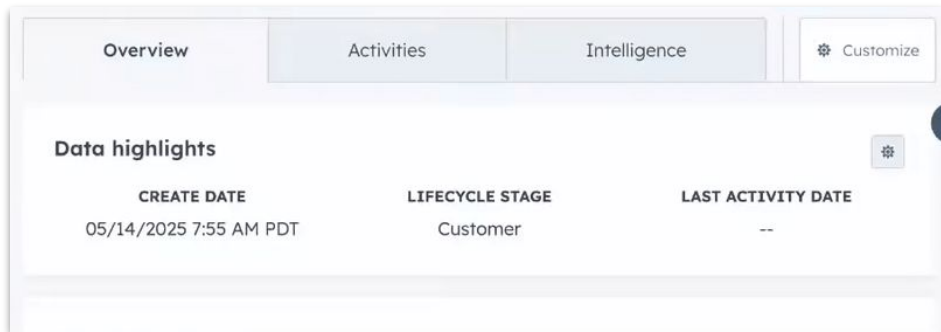 Overview Activities Intelligence Customize
Data highlights
CREATE DATE LIFECYCLE STAGE LAST ACTIVITY DATE
05/14/2025 7:55 AM PDT Customer --